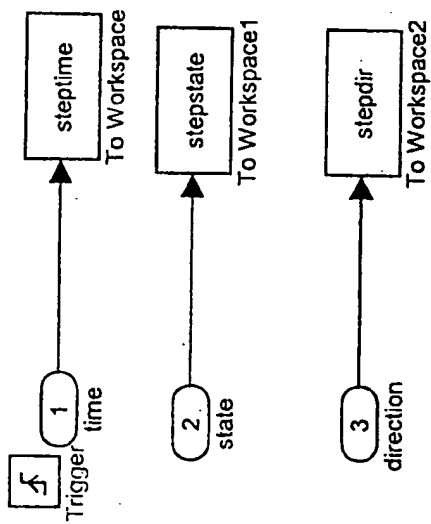 Trigger
1
time
steptime
To Workspace
2
state
stepstate
To Workspace1
3
direction
stepdir
To Workspace2